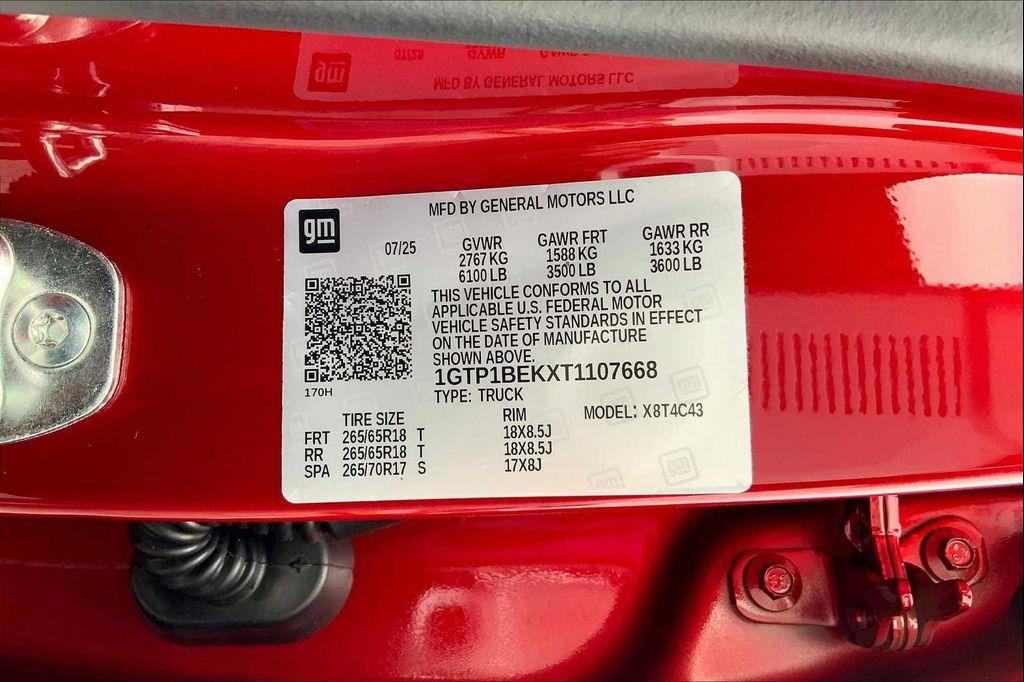 MFD BY GENERAL MOTORS LLC
gm
07/25
GVWR GAWR FRT GAWR RR
2767 KG 1588 KG 1633 KG
6100 LB 3500 LB 3600 LB
THIS VEHICLE CONFORMS TO ALL
APPLICABLE U.S. FEDERAL MOTOR
VEHICLE SAFETY STANDARDS IN EFFECT
ON THE DATE OF MANUFACTURE
SHOWN ABOVE.
170H
1GTP1BEKXT1107668
TYPE: TRUCK
TIRE SIZE RIM MODEL: X8T4C43
FRT 265/65R18 T 18X8.5J
RR 265/65R18 T 18X8.5J
SPA 265/70R17 S 17X8J
gm